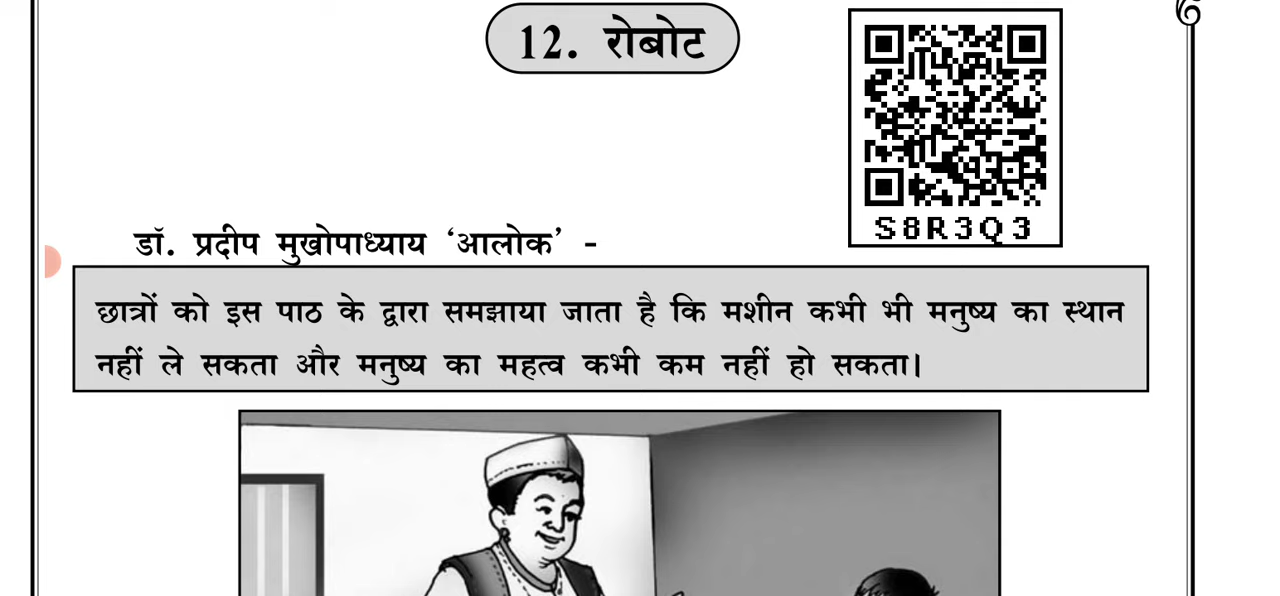 12. रोबोट
S8R3Q3
डॉ. प्रदीप मुखोपाध्याय ‘आलोक’ -
छात्रों को इस पाठ के द्वारा समझाया जाता है कि मशीन कभी भी मनुष्य का स्थान
नहीं ले सकता और मनुष्य का महत्व कभी कम नहीं हो सकता।